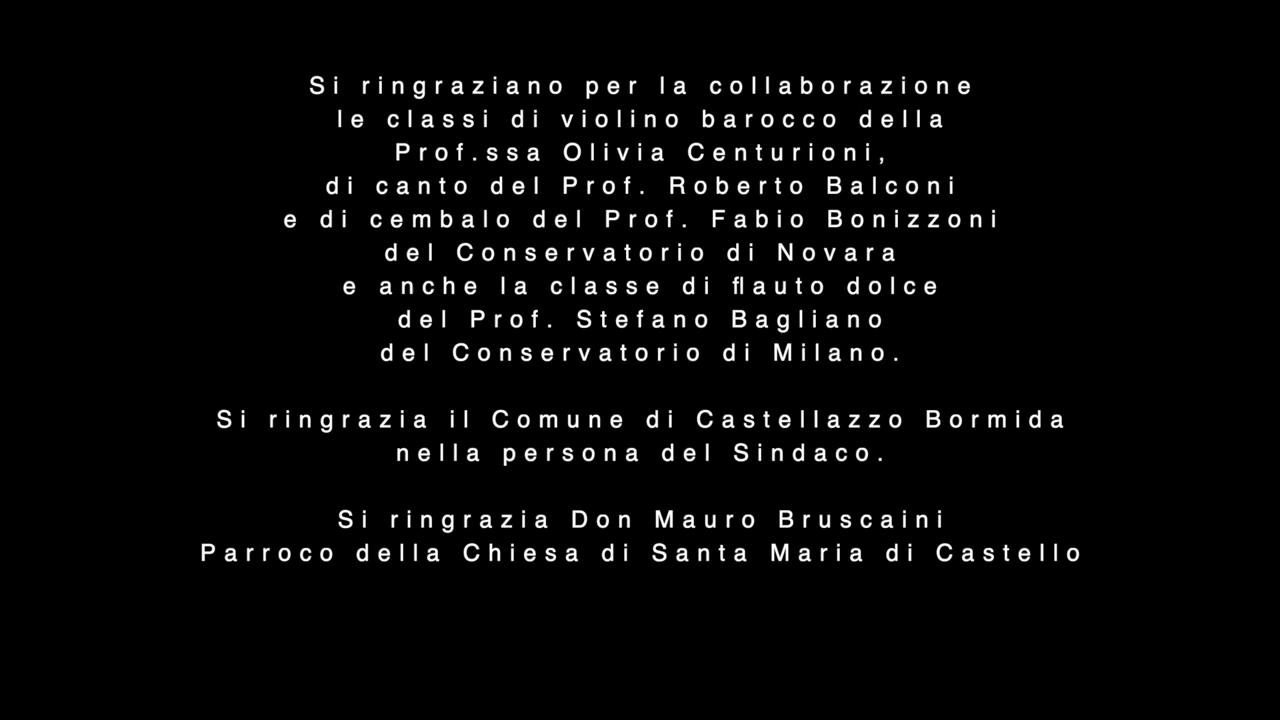 Si ringraziano per la collaborazione
le classi di violino barocco della
Prof.ssa Olivia Centurioni,
di canto del Prof. Roberto Balconi
e di cembalo del Prof. Fabio Bonizzoni
del Conservatorio di Novara
e anche la classe di flauto dolce
del Prof. Stefano Bagliano
del Conservatorio di Milano.
Si ringrazia il Comune di Castellazzo Bormida
nella persona del Sindaco.
Si ringrazia Don Mauro Bruscaini
Parroco della Chiesa di Santa Maria di Castello